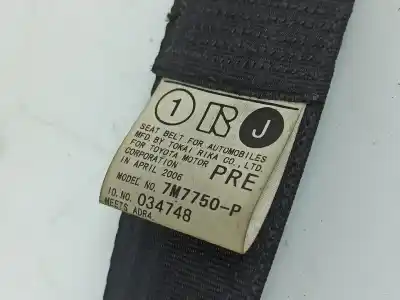 1 R J
SEAT BELT FOR AUTOMOBILES
MFD. BY TOKAI RIKA CO., LTD.
FOR TOYOTA MOTOR
CORPORATION PRE
IN APRIL 2006
MODEL NO. 7M7750-P
ID.NO. 034748
MEETS ADR4